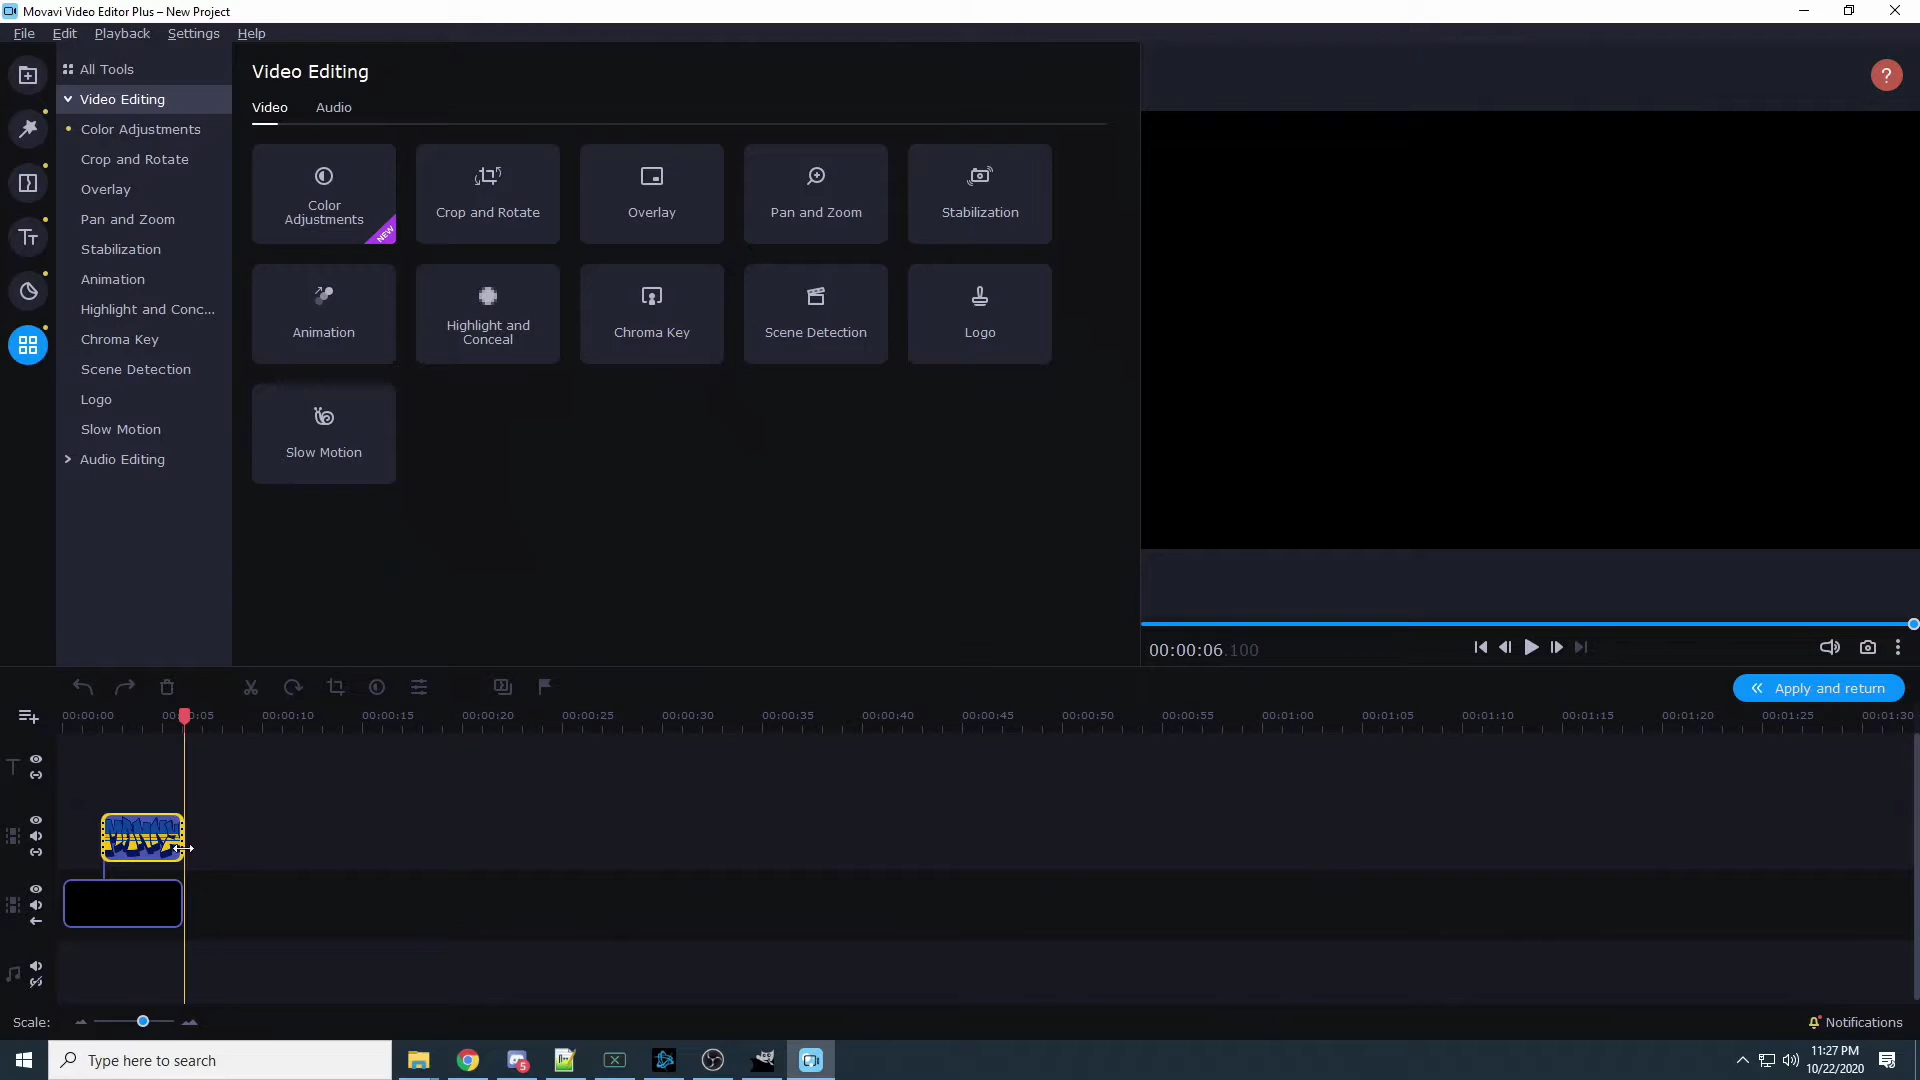 Movavi Video Editor Plus – New Project
File Edit Playback Settings Help
All Tools
Video Editing
Color Adjustments
Crop and Rotate
Overlay
Pan and Zoom
Stabilization
Animation
Highlight and Conc...
Chroma Key
Scene Detection
Logo
Slow Motion
Audio Editing
Video Editing
Video Audio
Color Adjustments
NEW
Crop and Rotate
Overlay
Pan and Zoom
Stabilization
Animation
Highlight and Conceal
Chroma Key
Scene Detection
Logo
Slow Motion
?
00:00:06.100
Apply and return
00:00:00 :05 00:00:10 00:00:15 00:00:20 00:00:25 00:00:30 00:00:35 00:00:40 00:00:45 00:00:50 00:00:55 00:01:00 00:01:05 00:01:10 00:01:15 00:01:20 00:01:25 00:01:30
Scale:
Notifications
Type here to search
5
11:27 PM
10/22/2020